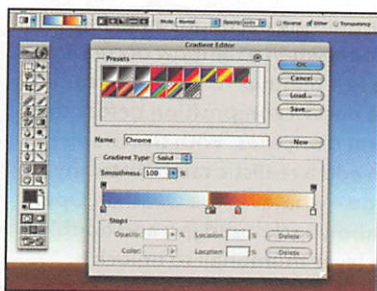 Mode: Normal Opacity: 100% Reverse Dither Transparency
Gradient Editor
Presets
OK
Cancel
Load...
Save...
Name: Chrome New
Gradient Type: Solid
Smoothness: 100 %
Stops
Opacity: % Location: % Delete
Color: Location: % Delete